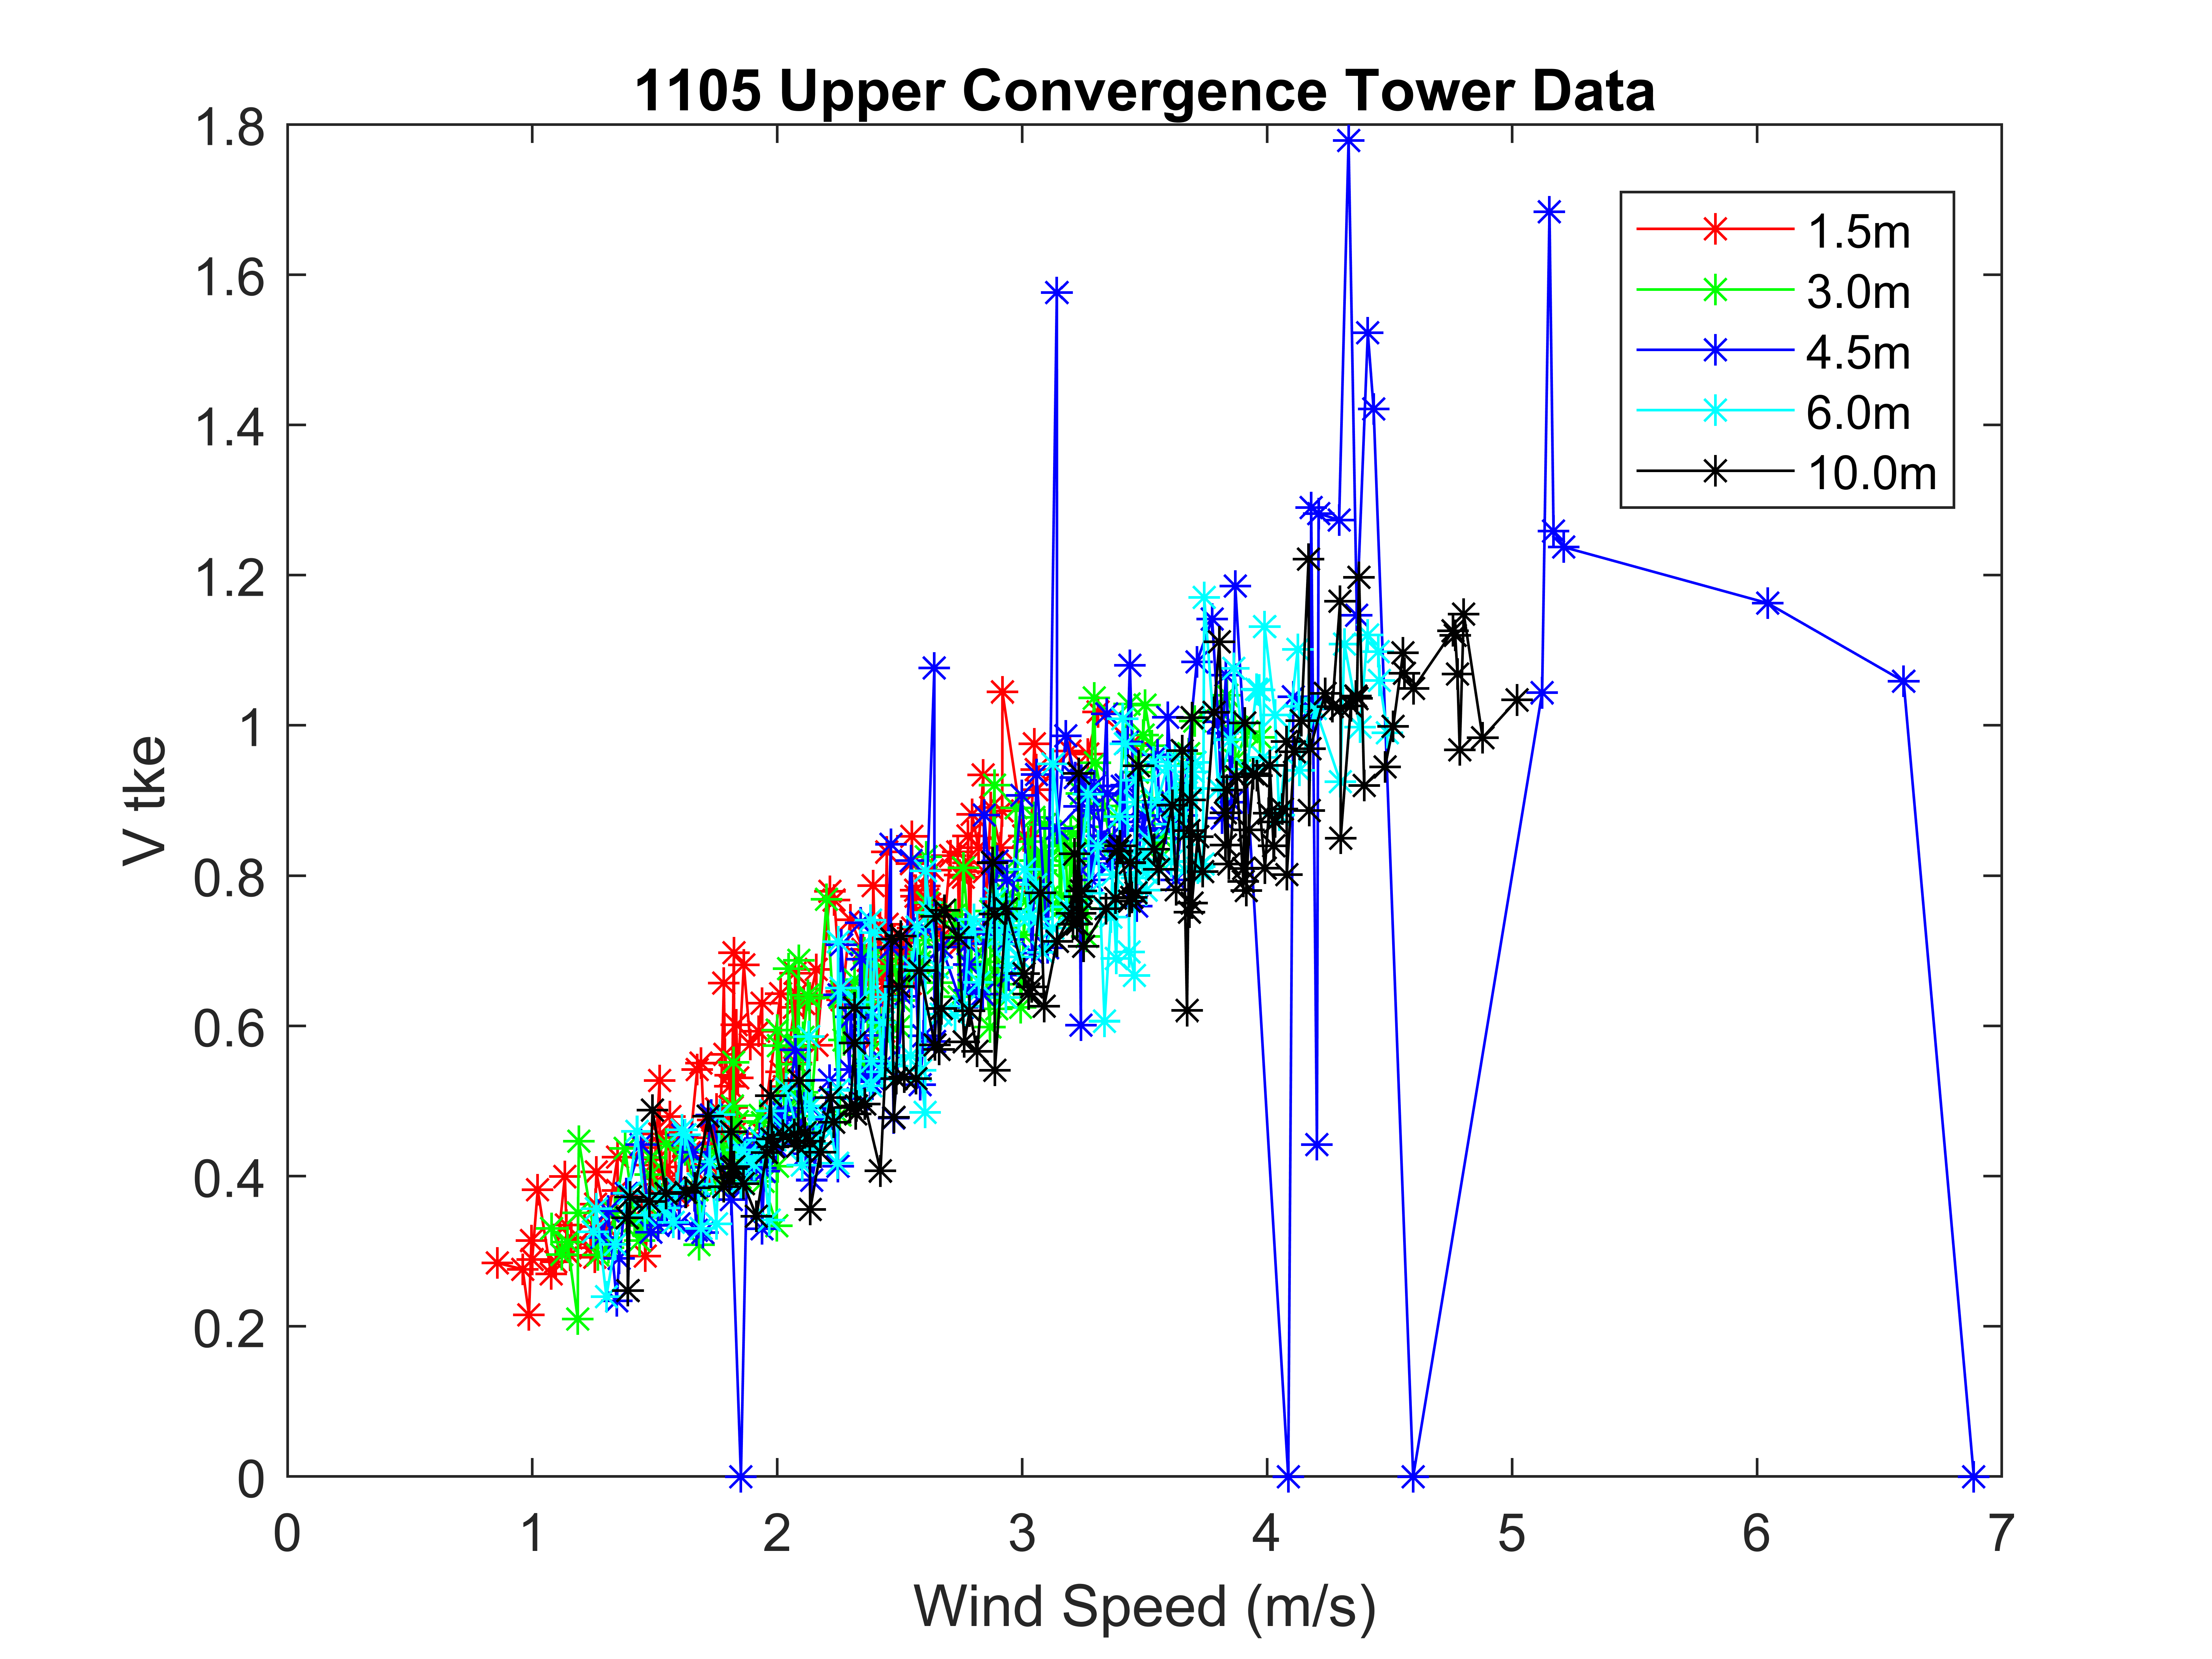 1105 Upper Convergence Tower Data
1.8
1.6
1.4
1.2
1
0.8
0.6
0.4
0.2
0
V tke
1.5m
3.0m
4.5m
6.0m
10.0m
0 1 2 3 4 5 6 7
Wind Speed (m/s)